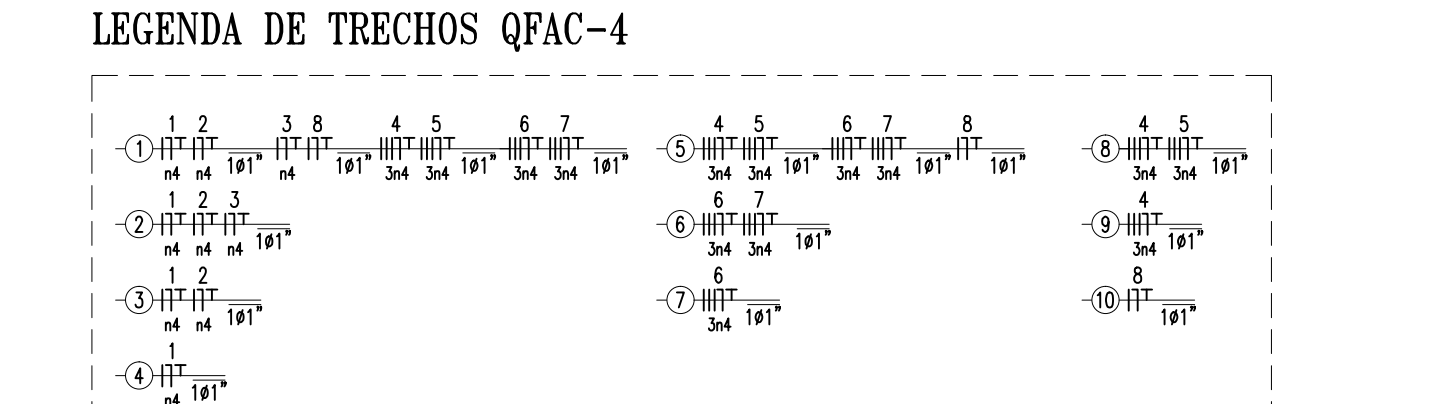 LEGENDA DE TRECHOS QFAC-4
1 2 3 8 4 5 6 7 4 5 6 7 8 4 5
1 T T T T T T T T 5 T T T T T 8 T T
1ø1" 1ø1" 1ø1" 1ø1" 1ø1" 1ø1" 1ø1" 1ø1"
n4 n4 n4 3n4 3n4 3n4 3n4 3n4 3n4 3n4 3n4 3n4 3n4
1 2 3 6 7 4
2 T T T 6 T T 9 T
1ø1" 1ø1" 1ø1"
n4 n4 n4 3n4 3n4 3n4
1 2 6 8
3 T T 7 T 10 T
1ø1" 1ø1" 1ø1"
n4 n4 3n4
1
4 T
1ø1"
n4